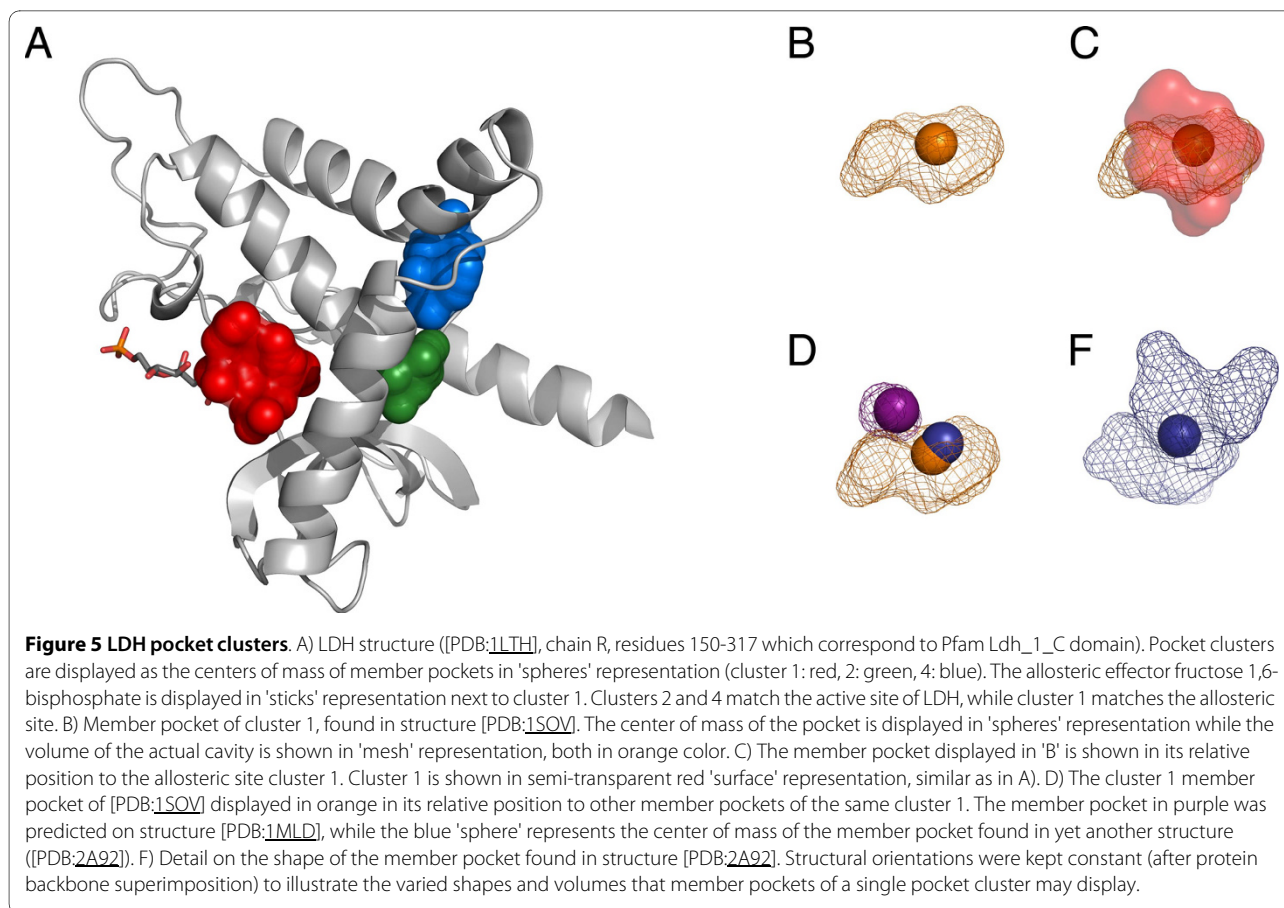 A
B
C
D
F
Figure 5 LDH pocket clusters. A) LDH structure ([PDB:1LTH], chain R, residues 150-317 which correspond to Pfam Ldh_1_C domain). Pocket clusters
are displayed as the centers of mass of member pockets in 'spheres' representation (cluster 1: red, 2: green, 4: blue). The allosteric effector fructose 1,6-
bisphosphate is displayed in 'sticks' representation next to cluster 1. Clusters 2 and 4 match the active site of LDH, while cluster 1 matches the allosteric
site. B) Member pocket of cluster 1, found in structure [PDB:1SOV]. The center of mass of the pocket is displayed in 'spheres' representation while the
volume of the actual cavity is shown in 'mesh' representation, both in orange color. C) The member pocket displayed in 'B' is shown in its relative
position to the allosteric site cluster 1. Cluster 1 is shown in semi-transparent red 'surface' representation, similar as in A). D) The cluster 1 member
pocket of [PDB:1SOV] displayed in orange in its relative position to other member pockets of the same cluster 1. The member pocket in purple was
predicted on structure [PDB:1MLD], while the blue 'sphere' represents the center of mass of the member pocket found in yet another structure
([PDB:2A92]). F) Detail on the shape of the member pocket found in structure [PDB:2A92]. Structural orientations were kept constant (after protein
backbone superimposition) to illustrate the varied shapes and volumes that member pockets of a single pocket cluster may display.